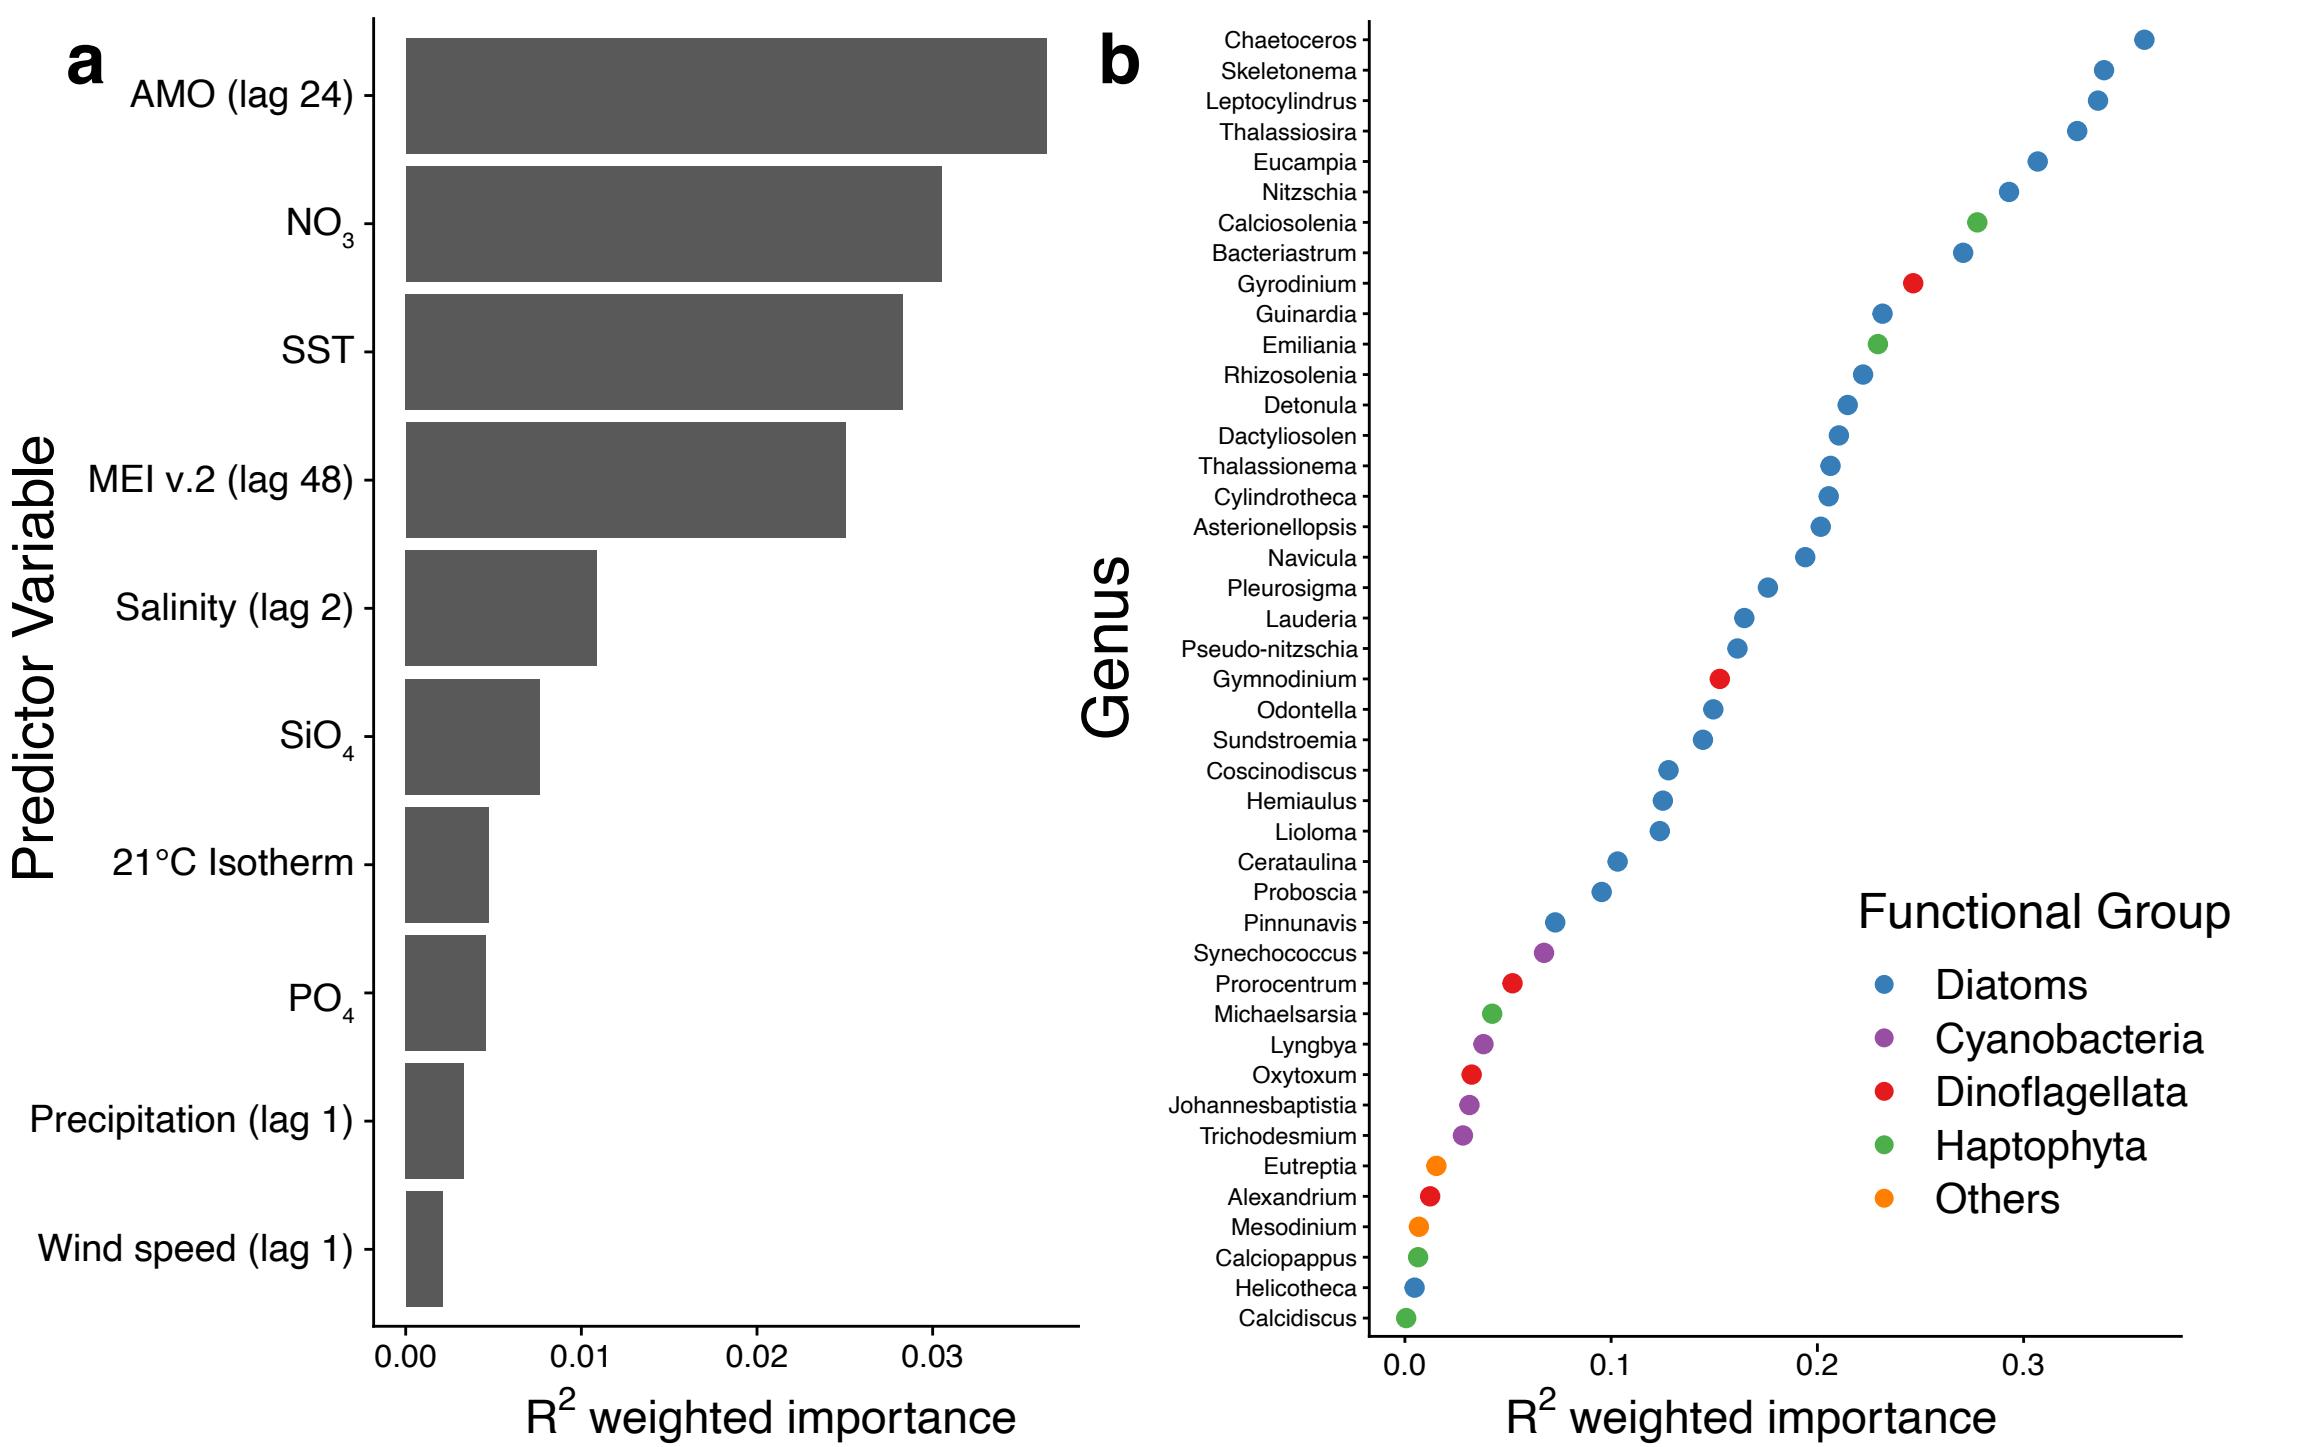 a
Predictor Variable
AMO (lag 24)
NO₃
SST
MEI v.2 (lag 48)
Salinity (lag 2)
SiO₄
21°C Isotherm
PO₄
Precipitation (lag 1)
Wind speed (lag 1)
0.00 0.01 0.02 0.03
R² weighted importance
b
Genus
Chaetoceros
Skeletonema
Leptocylindrus
Thalassiosira
Eucampia
Nitzschia
Calciosolenia
Bacteriastrum
Gyrodinium
Guinardia
Emiliania
Rhizosolenia
Detonula
Dactyliosolen
Thalassionema
Cylindrotheca
Asterionellopsis
Navicula
Pleurosigma
Lauderia
Pseudo-nitzschia
Gymnodinium
Odontella
Sundstroemia
Coscinodiscus
Hemiaulus
Lioloma
Cerataulina
Proboscia
Pinnunavis
Synechococcus
Prorocentrum
Michaelsarsia
Lyngbya
Oxytoxum
Johannesbaptistia
Trichodesmium
Eutreptia
Alexandrium
Mesodinium
Calciopappus
Helicotheca
Calcidiscus
0.0 0.1 0.2 0.3
R² weighted importance
Functional Group
Diatoms
Cyanobacteria
Dinoflagellata
Haptophyta
Others